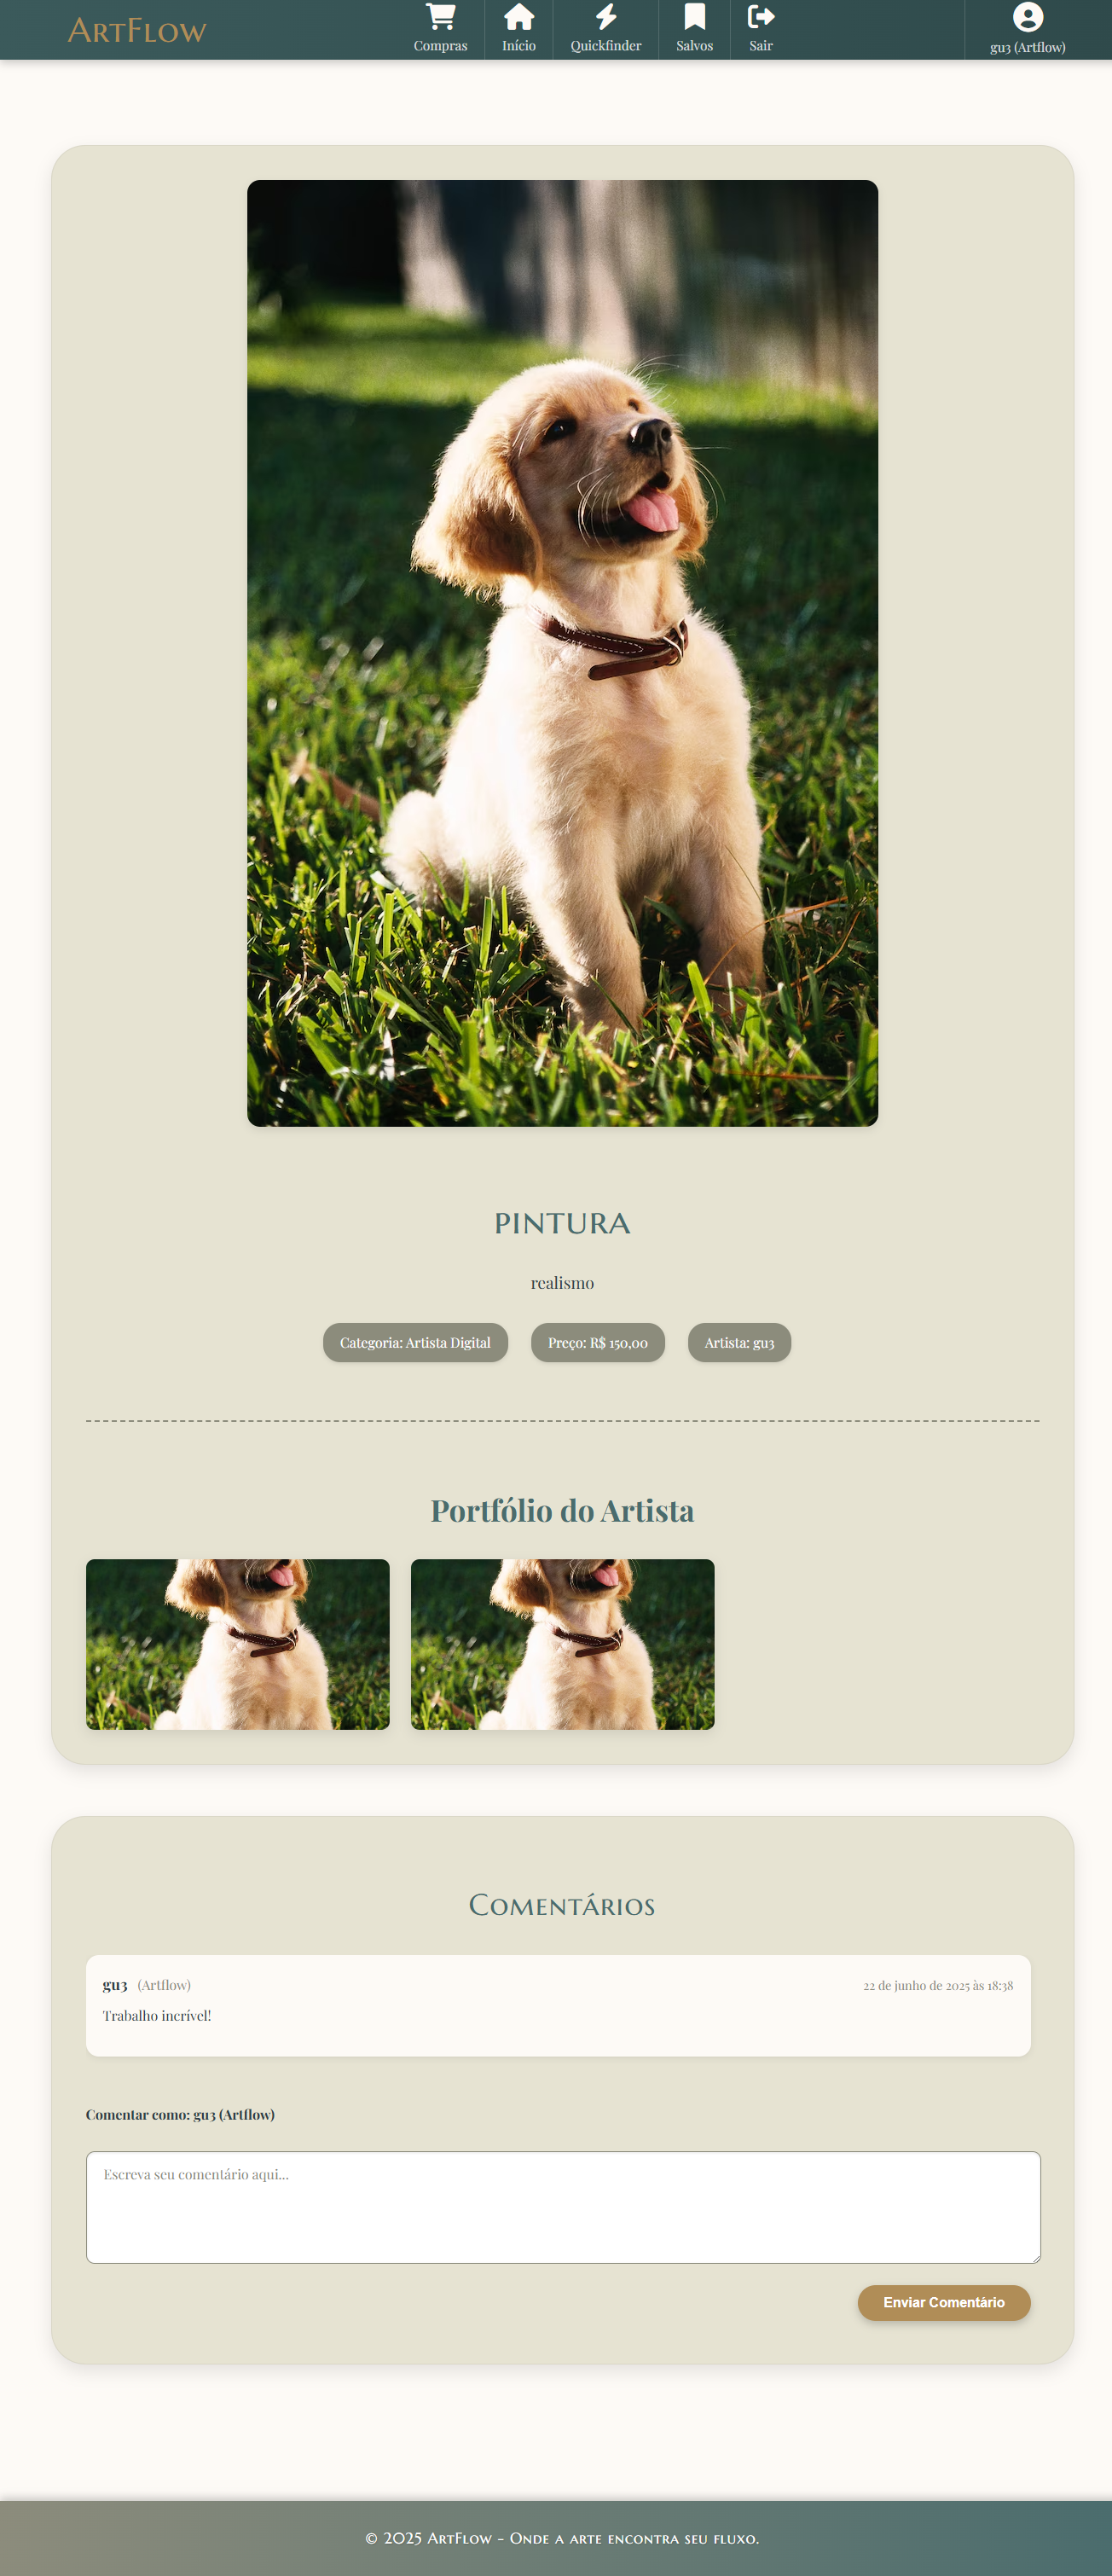 ArtFlow
Compras
Início
Quickfinder
Salvos
Sair
gu3 (Artflow)
pintura
realismo
Categoria: Artista Digital
Preço: R$ 150,00
Artista: gu3
Portfólio do Artista
Comentários
gu3 (Artflow) 22 de junho de 2025 às 18:38
Trabalho incrível!
Comentar como: gu3 (Artflow)
Escreva seu comentário aqui...
Enviar Comentário
© 2025 ArtFlow - Onde a arte encontra seu fluxo.